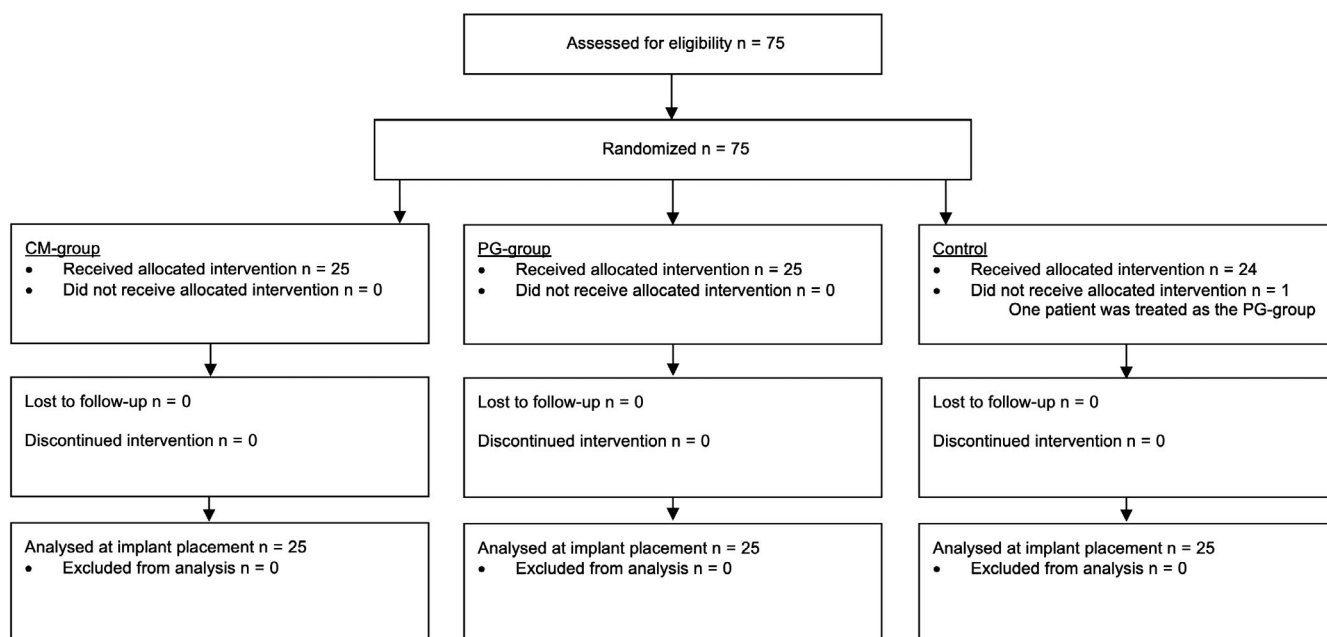 Assessed for eligibility n = 75
Randomized n = 75
CM-group
• Received allocated intervention n = 25
• Did not receive allocated intervention n = 0
PG-group
• Received allocated intervention n = 25
• Did not receive allocated intervention n = 0
Control
• Received allocated intervention n = 24
• Did not receive allocated intervention n = 1
One patient was treated as the PG-group
Lost to follow-up n = 0
Discontinued intervention n = 0
Lost to follow-up n = 0
Discontinued intervention n = 0
Lost to follow-up n = 0
Discontinued intervention n = 0
Analysed at implant placement n = 25
• Excluded from analysis n = 0
Analysed at implant placement n = 25
• Excluded from analysis n = 0
Analysed at implant placement n = 25
• Excluded from analysis n = 0